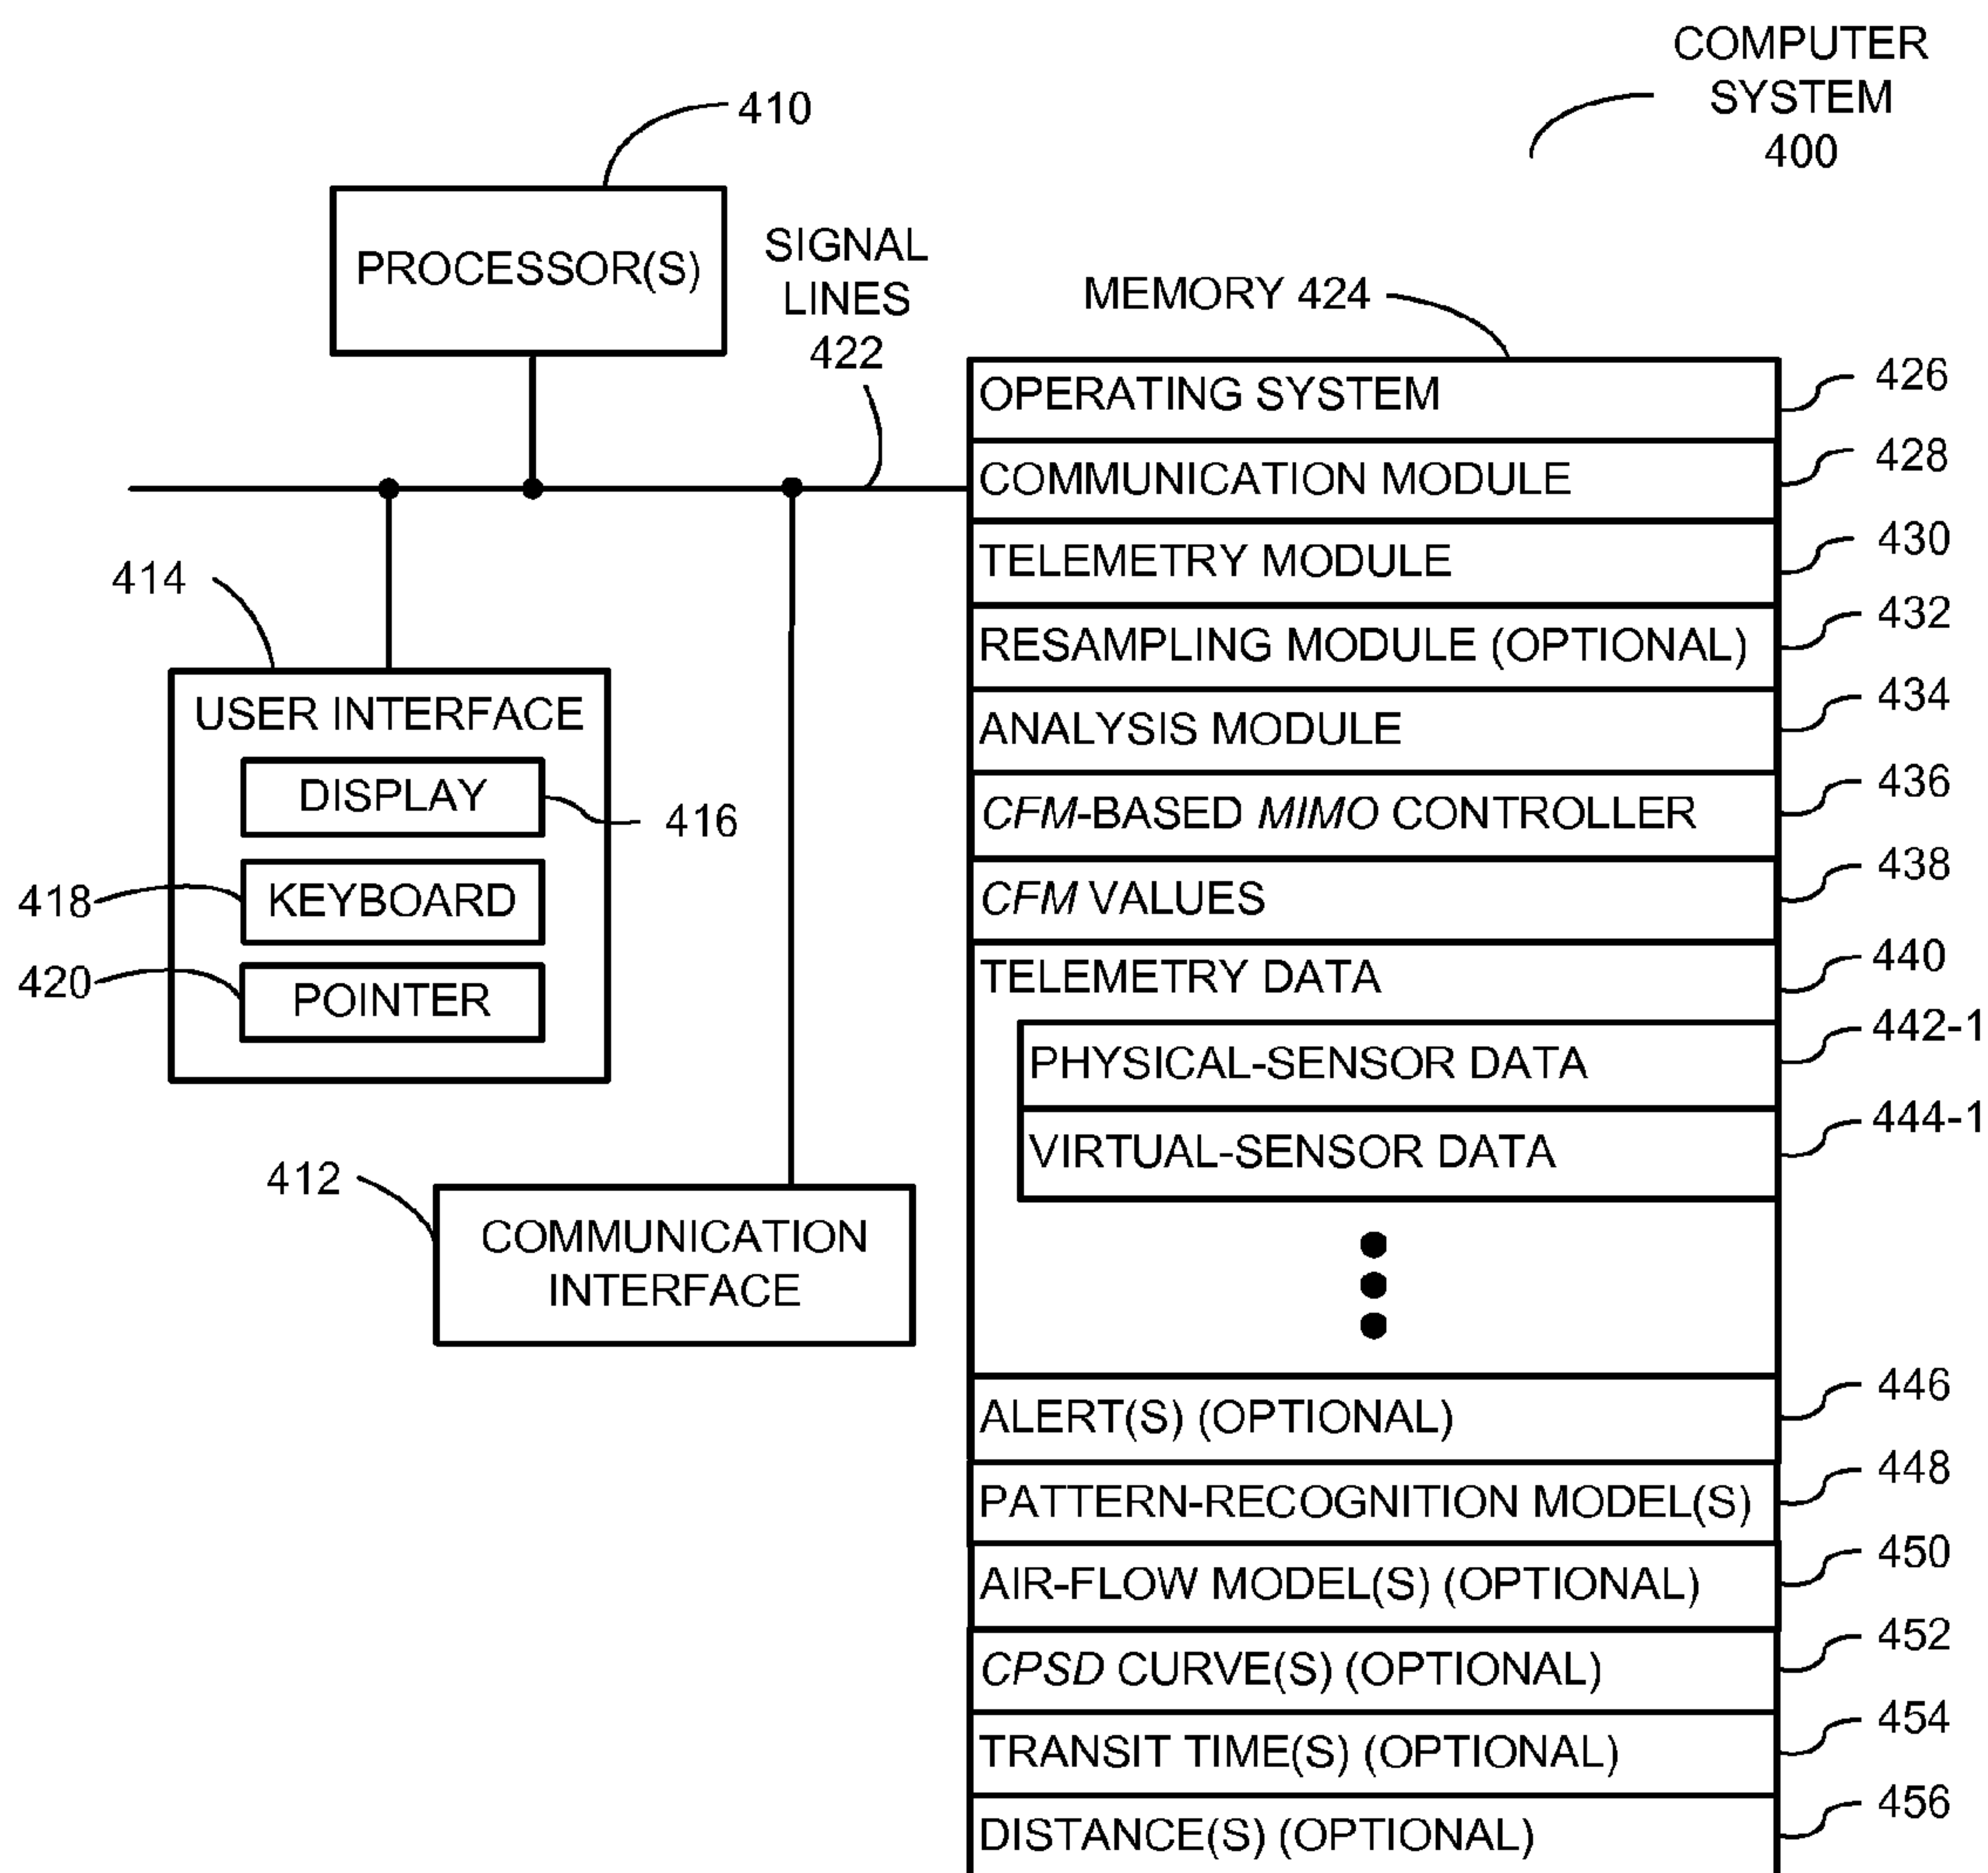 COMPUTER
SYSTEM
400
410
PROCESSOR(S)
SIGNAL
LINES
422
MEMORY 424
OPERATING SYSTEM
426
COMMUNICATION MODULE
428
TELEMETRY MODULE
430
RESAMPLING MODULE (OPTIONAL)
432
ANALYSIS MODULE
434
CFM-BASED MIMO CONTROLLER
436
CFM VALUES
438
TELEMETRY DATA
440
PHYSICAL-SENSOR DATA
442-1
VIRTUAL-SENSOR DATA
444-1
ALERT(S) (OPTIONAL)
446
PATTERN-RECOGNITION MODEL(S)
448
AIR-FLOW MODEL(S) (OPTIONAL)
450
CPSD CURVE(S) (OPTIONAL)
452
TRANSIT TIME(S) (OPTIONAL)
454
DISTANCE(S) (OPTIONAL)
456
414
USER INTERFACE
DISPLAY
416
418
KEYBOARD
420
POINTER
412
COMMUNICATION
INTERFACE